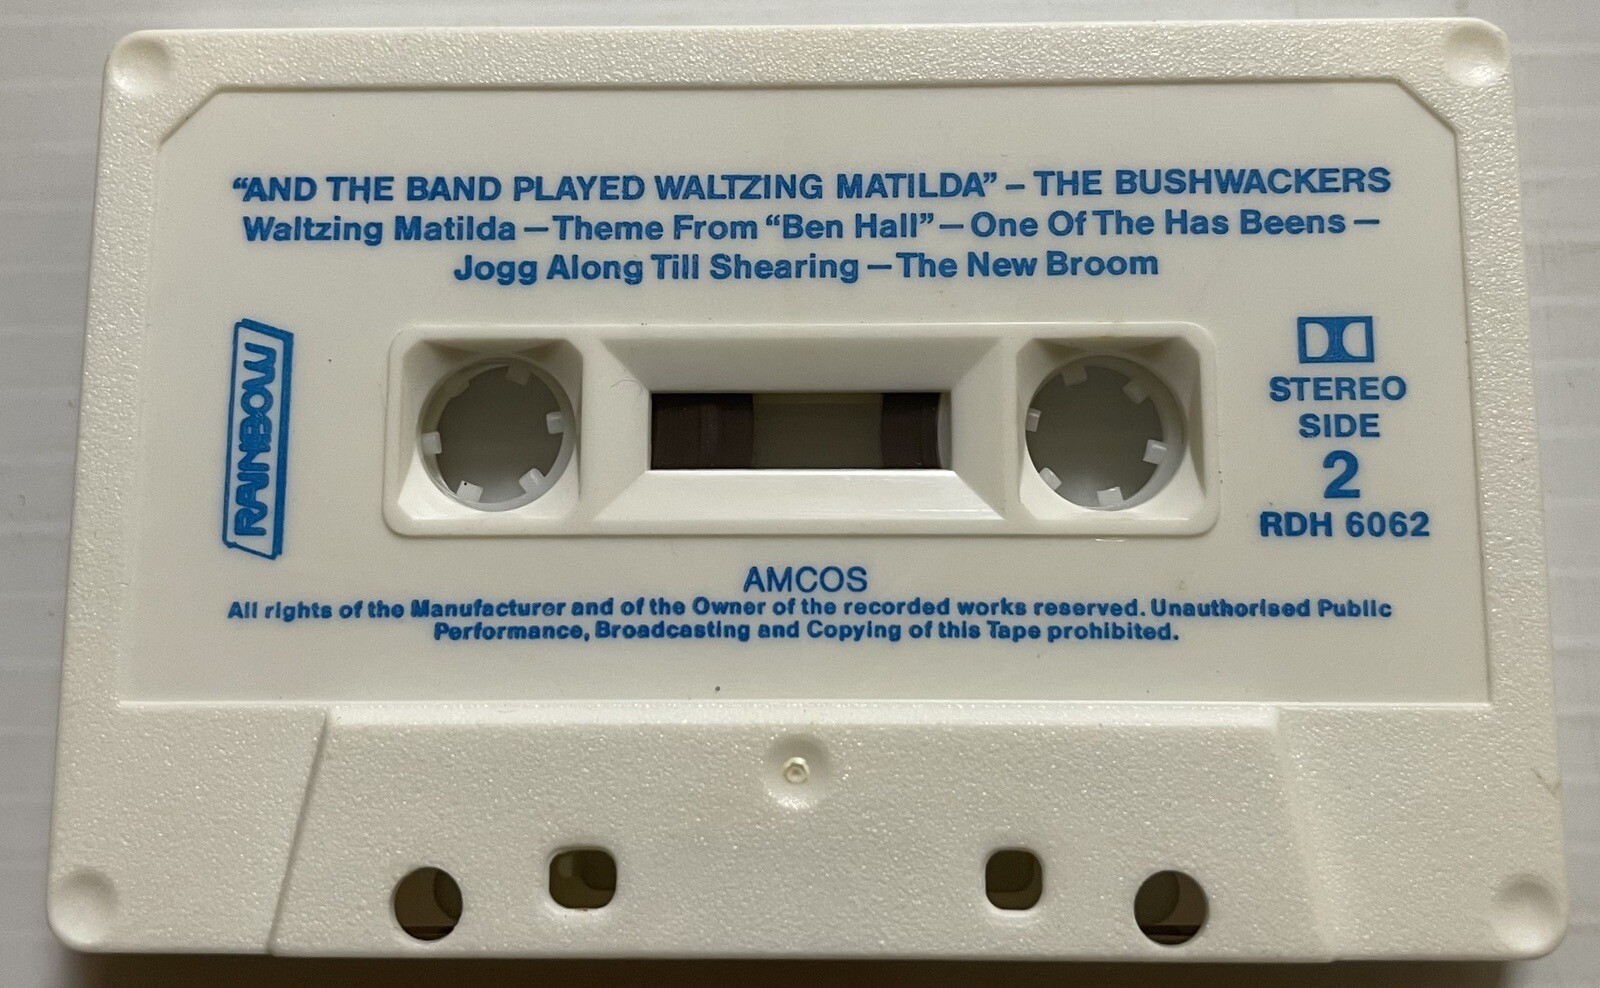 “AND THE BAND PLAYED WALTZING MATILDA” – THE BUSHWACKERS
Waltzing Matilda – Theme From “Ben Hall” – One Of The Has Beens –
Jogg Along Till Shearing – The New Broom
RAINBOW
STEREO
SIDE
2
RDH 6062
AMCOS
All rights of the Manufacturer and of the Owner of the recorded works reserved. Unauthorised Public
Performance, Broadcasting and Copying of this Tape prohibited.